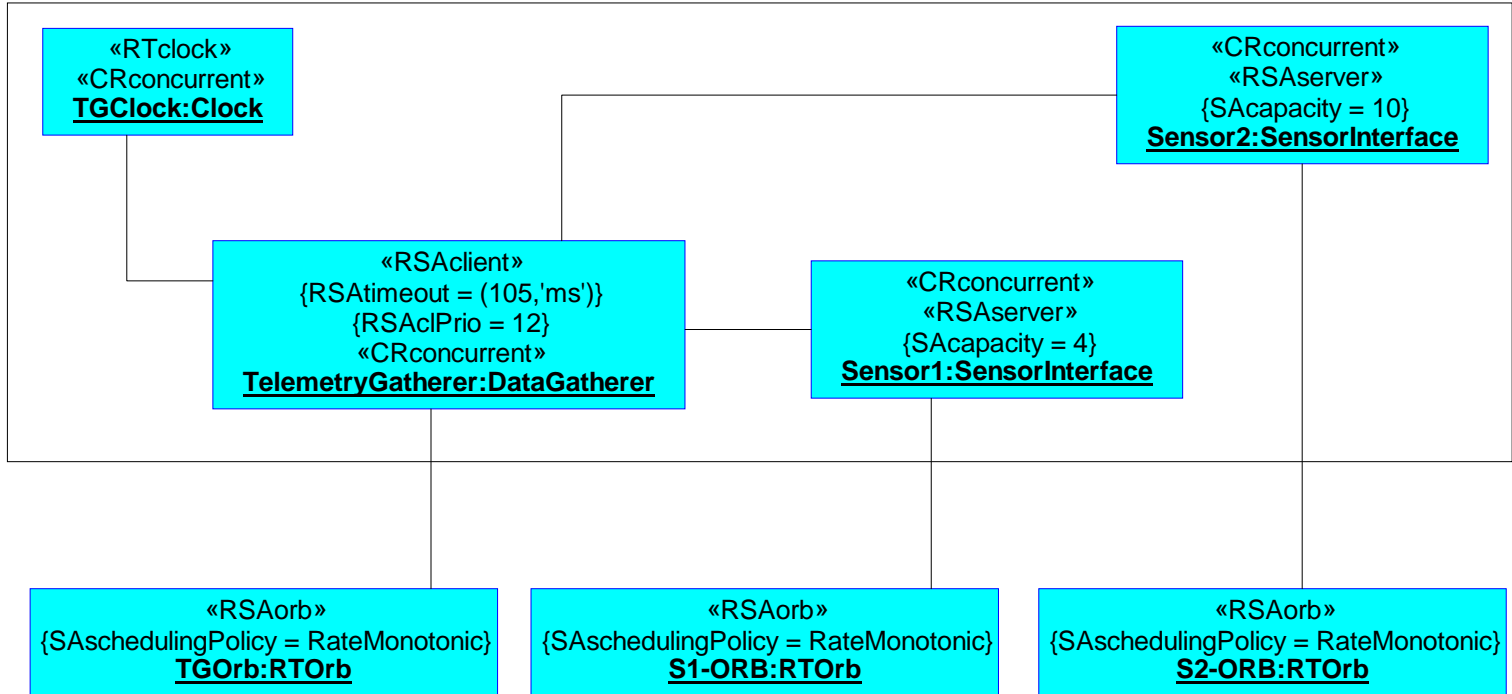 «RTclock»
«CRconcurrent»
TGClock:Clock
«CRconcurrent»
«RSAserver»
{SAcapacity = 10}
Sensor2:SensorInterface
«RSAclient»
{RSAtimeout = (105,'ms')}
{RSAclPrio = 12}
«CRconcurrent»
TelemetryGatherer:DataGatherer
«CRconcurrent»
«RSAserver»
{SAcapacity = 4}
Sensor1:SensorInterface
«RSAorb»
{SAschedulingPolicy = RateMonotonic}
TGOrb:RTOrb
«RSAorb»
{SAschedulingPolicy = RateMonotonic}
S1-ORB:RTOrb
«RSAorb»
{SAschedulingPolicy = RateMonotonic}
S2-ORB:RTOrb